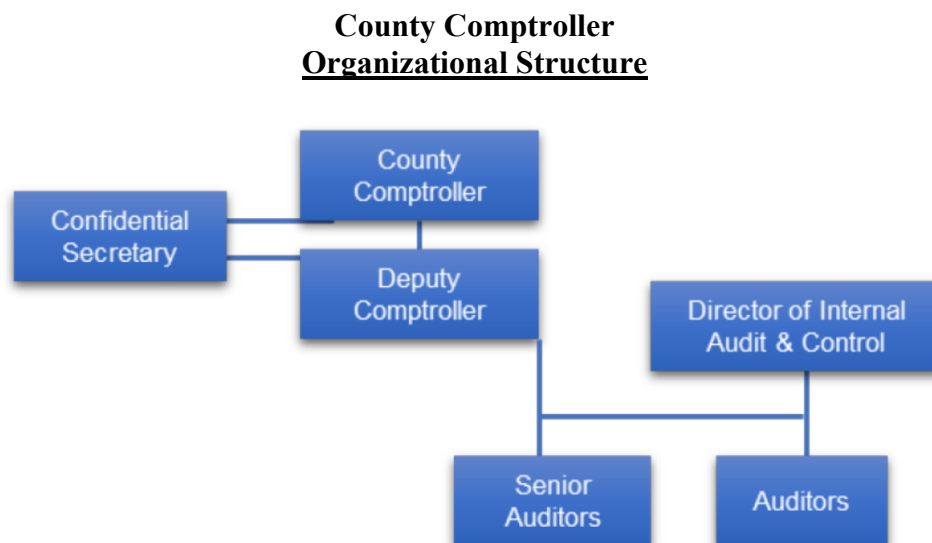 County Comptroller
Organizational Structure
County
Comptroller
Confidential
Secretary
Deputy
Comptroller
Director of Internal
Audit & Control
Senior
Auditors
Auditors